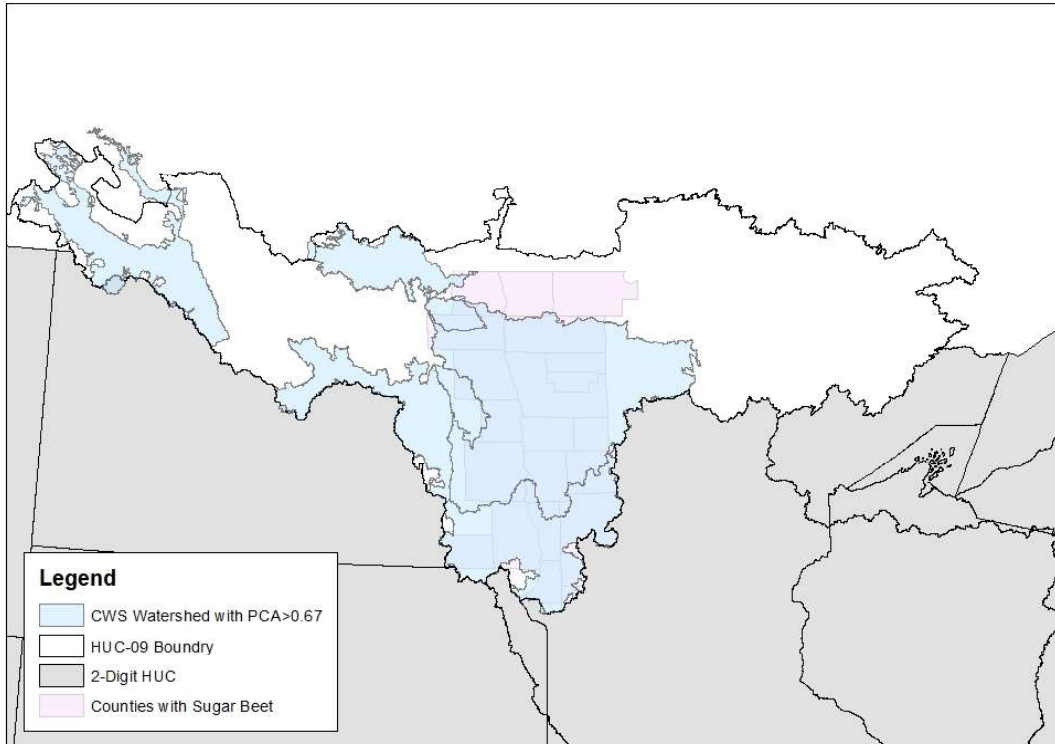 Legend
CWS Watershed with PCA>0.67
HUC-09 Boundry
2-Digit HUC
Counties with Sugar Beet